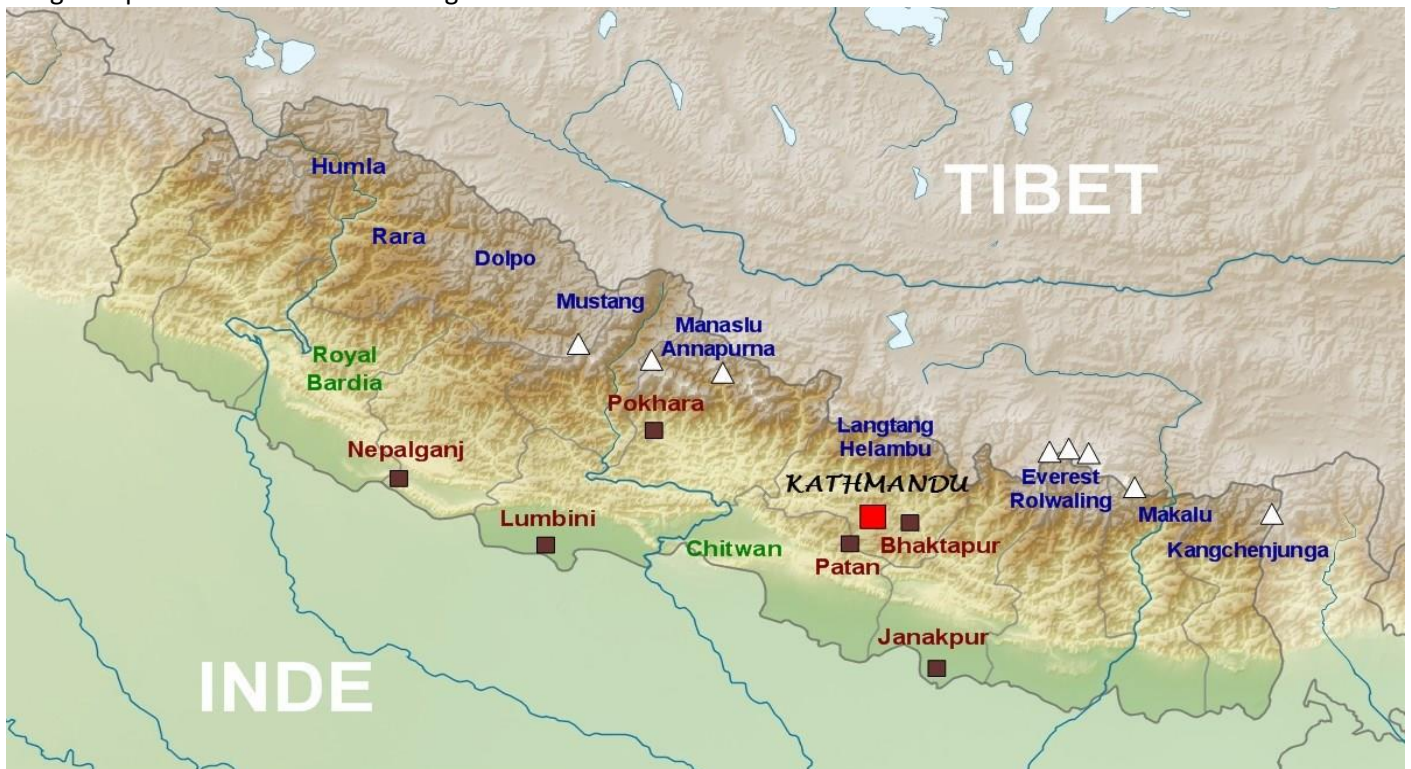 TIBET
Humla
Rara
Dolpo
Mustang
Manaslu
Annapurna
Royal
Bardia
Pokhara
Langtang
Helambu
Nepalganj
KATHMANDU
Everest
Rolwaling
Makalu
Lumbini
Chitwan
Bhaktapur
Patan
Kangchenjunga
Janakpur
INDE